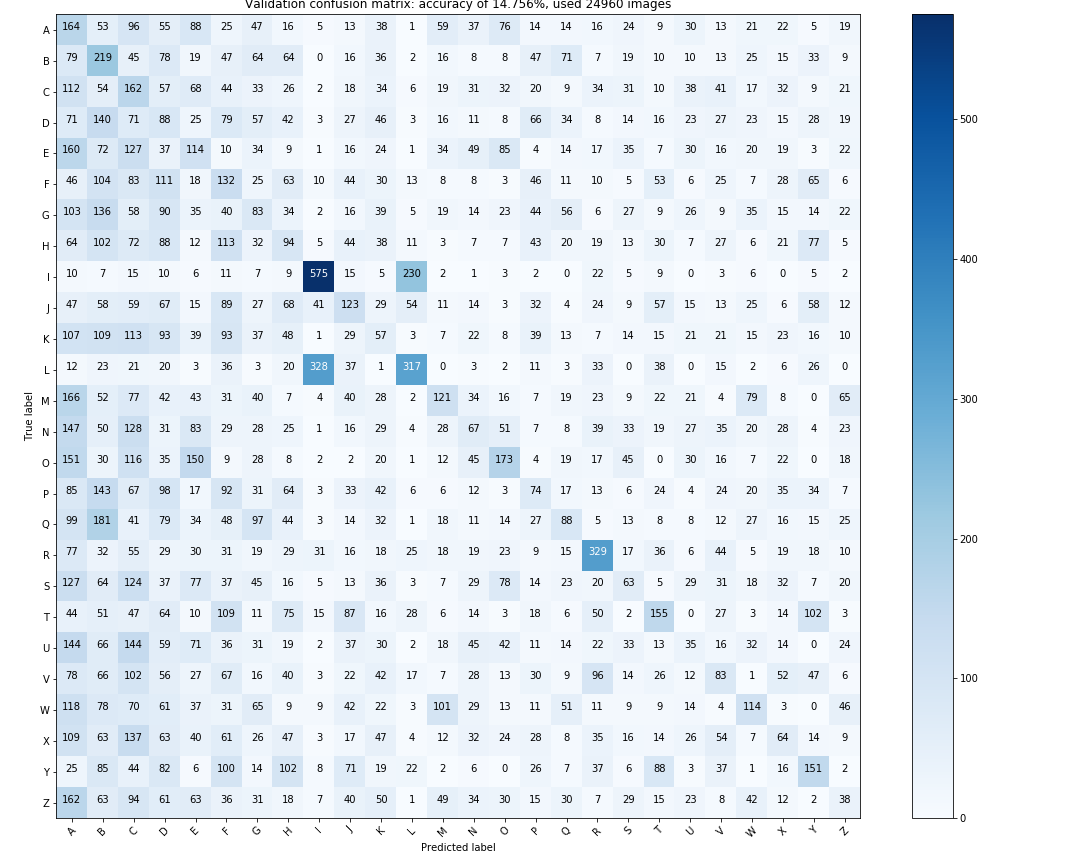 Validation confusion matrix: accuracy of 14.756%, used 24960 images
A 164 53 96 55 88 25 47 16 5 13 38 1 59 37 76 14 14 16 24 9 30 13 21 22 5 19
B 79 219 45 78 19 47 64 64 0 16 36 2 16 8 8 47 71 7 19 10 10 13 25 15 33 9
C 112 54 162 57 68 44 33 26 2 18 34 6 19 31 32 20 9 34 31 10 38 41 17 32 9 21
500
D 71 140 71 88 25 79 57 42 3 27 46 3 16 11 8 66 34 8 14 16 23 27 23 15 28 19
E 160 72 127 37 114 10 34 9 1 16 24 1 34 49 85 4 14 17 35 7 30 16 20 19 3 22
F 46 104 83 111 18 132 25 63 10 44 30 13 8 8 3 46 11 10 5 53 6 25 7 28 65 6
G 103 136 58 90 35 40 83 34 2 16 39 5 19 14 23 44 56 6 27 9 26 9 35 15 14 22
H 64 102 72 88 12 113 32 94 5 44 38 11 3 7 7 43 20 19 13 30 7 27 6 21 77 5
400
I 10 7 15 10 6 11 7 9 575 15 5 230 2 1 3 2 0 22 5 9 0 3 6 0 5 2
J 47 58 59 67 15 89 27 68 41 123 29 54 11 14 3 32 4 24 9 57 15 13 25 6 58 12
K 107 109 113 93 39 93 37 48 1 29 57 3 7 22 8 39 13 7 14 15 21 21 15 23 16 10
L 12 23 21 20 3 36 3 20 328 37 1 317 0 3 2 11 3 33 0 38 0 15 2 6 26 0
300
M 166 52 77 42 43 31 40 7 4 40 28 2 121 34 16 7 19 23 9 22 21 4 79 8 0 65
True label
N 147 50 128 31 83 29 28 25 1 16 29 4 28 67 51 7 8 39 33 19 27 35 20 28 4 23
O 151 30 116 35 150 9 28 8 2 2 20 1 12 45 173 4 19 17 45 0 30 16 7 22 0 18
P 85 143 67 98 17 92 31 64 3 33 42 6 6 12 3 74 17 13 6 24 4 24 20 35 34 7
Q 99 181 41 79 34 48 97 44 3 14 32 1 18 11 14 27 88 5 13 8 8 12 27 16 15 25
200
R 77 32 55 29 30 31 19 29 31 16 18 25 18 19 23 9 15 329 17 36 6 44 5 19 18 10
S 127 64 124 37 77 37 45 16 5 13 36 3 7 29 78 14 23 20 63 5 29 31 18 32 7 20
T 44 51 47 64 10 109 11 75 15 87 16 28 6 14 3 18 6 50 2 155 0 27 3 14 102 3
U 144 66 144 59 71 36 31 19 2 37 30 2 18 45 42 11 14 22 33 13 35 16 32 14 0 24
V 78 66 102 56 27 67 16 40 3 22 42 17 7 28 13 30 9 96 14 26 12 83 1 52 47 6
100
W 118 78 70 61 37 31 65 9 9 42 22 3 101 29 13 11 51 11 9 9 14 4 114 3 0 46
X 109 63 137 63 40 61 26 47 3 17 47 4 12 32 24 28 8 35 16 14 26 54 7 64 14 9
Y 25 85 44 82 6 100 14 102 8 71 19 22 2 6 0 26 7 37 6 88 3 37 1 16 151 2
Z 162 63 94 61 63 36 31 18 7 40 50 1 49 34 30 15 30 7 29 15 23 8 42 12 2 38
0
A B C D E F G H I J K L M N O P Q R S T U V W X Y Z
Predicted label